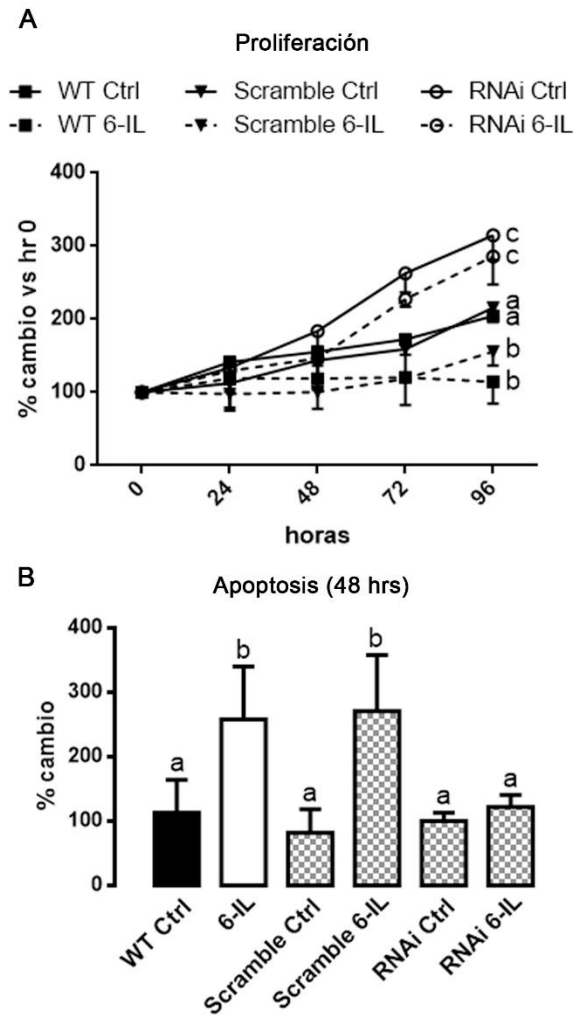 A
Proliferación
WT Ctrl Scramble Ctrl RNAi Ctrl
WT 6-IL Scramble 6-IL RNAi 6-IL
% cambio vs hr 0
400
300
200
100
0
c
c
a
a
b
b
0 24 48 72 96
horas
B
Apoptosis (48 hrs)
% cambio
400
300
200
100
0
a b a b a a
WT Ctrl 6-IL Scramble Ctrl Scramble 6-IL RNAi Ctrl RNAi 6-IL